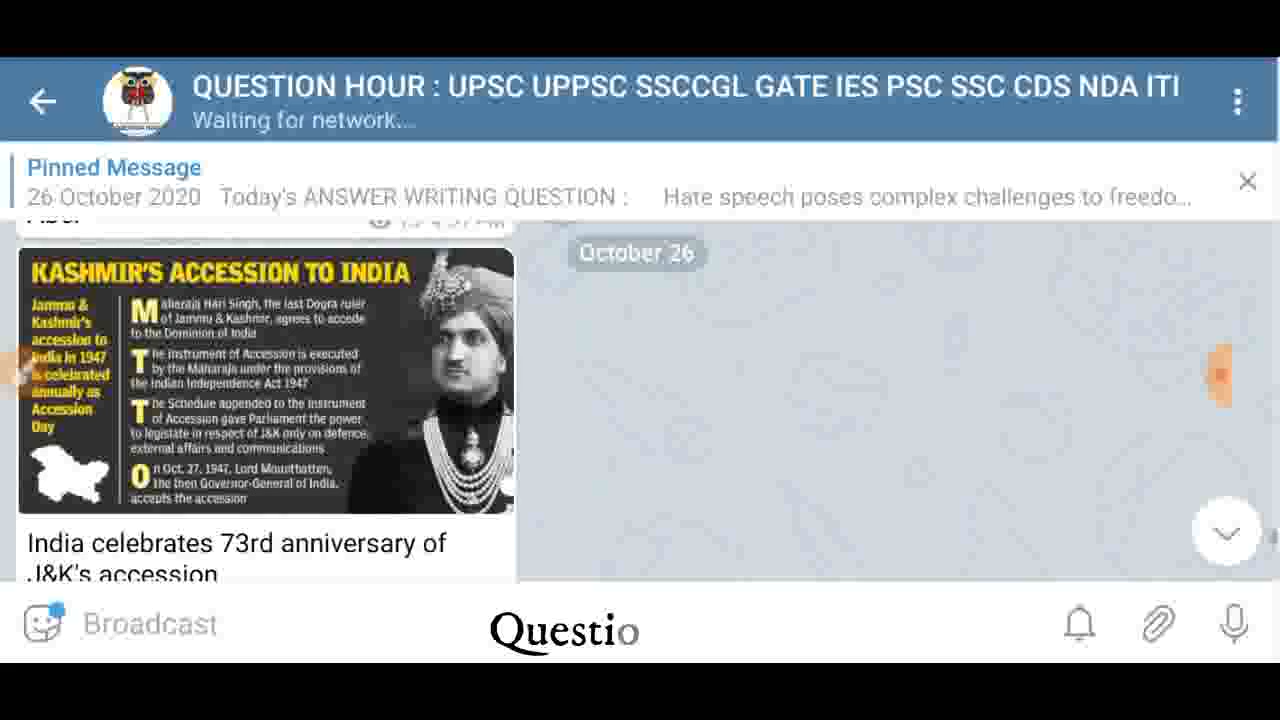 QUESTION HOUR : UPSC UPPSC SSCCGL GATE IES PSC SSC CDS NDA ITI
Waiting for network...
Pinned Message
26 October 2020 Today's ANSWER WRITING QUESTION : Hate speech poses complex challenges to freedo...
October 26
KASHMIR'S ACCESSION TO INDIA
Jammu &
Kashmir's
accession to
India in 1947
is celebrated
annually as
Accession
Day
Maharaja Hari Singh, the last Dogra ruler
of Jammu & Kashmir, agrees to accede
to the Dominion of India
The Instrument of Accession is executed
by the Maharaja under the provisions of
the Indian Independence Act 1947
The Schedule appended to the Instrument
of Accession gave Parliament the power
to legislate in respect of J&K only on defence,
external affairs and communications
On Oct. 27, 1947, Lord Mountbatten,
the then Governor-General of India,
accepts the accession
India celebrates 73rd anniversary of
J&K's accession
Broadcast
Questio